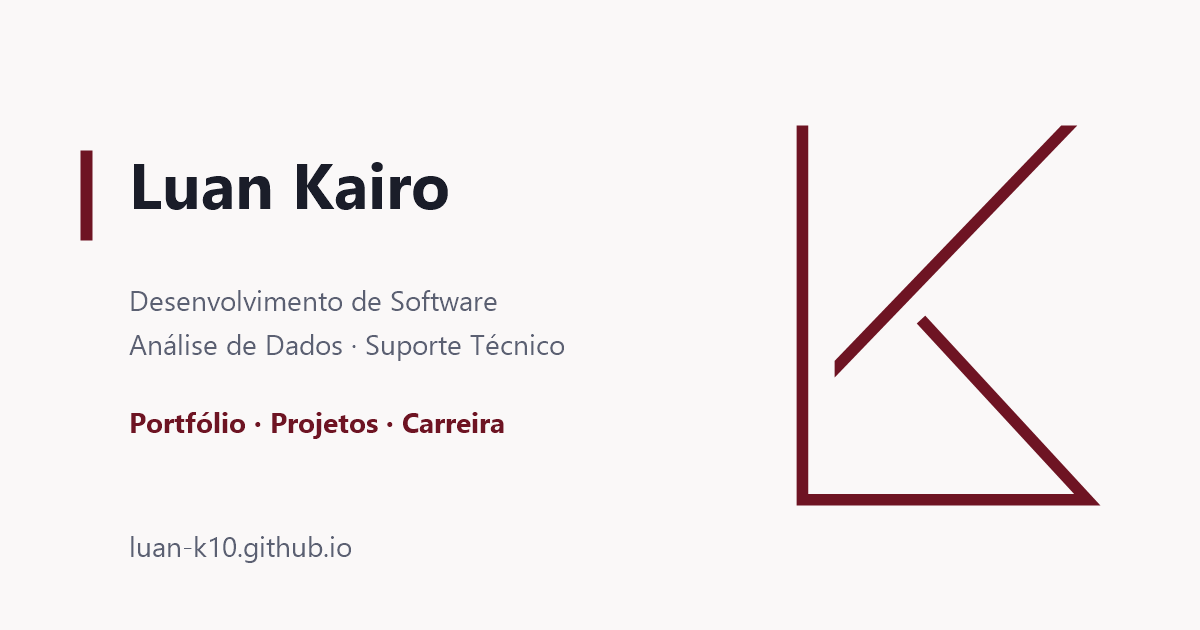 Luan Kairo
Desenvolvimento de Software
Análise de Dados · Suporte Técnico
Portfólio · Projetos · Carreira
luan-k10.github.io